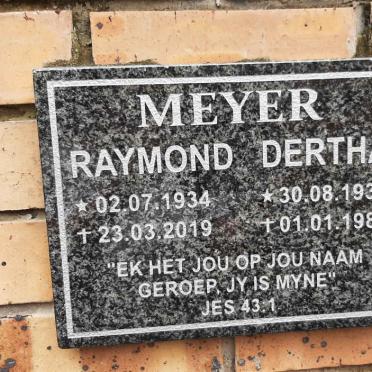 MEYER
RAYMOND DERTHA
★ 02.07.1934 ★ 30.08.193
† 23.03.2019 † 01.01.198
"EK HET JOU OP JOU NAAM
GEROEP, JY IS MYNE"
JES 43.1